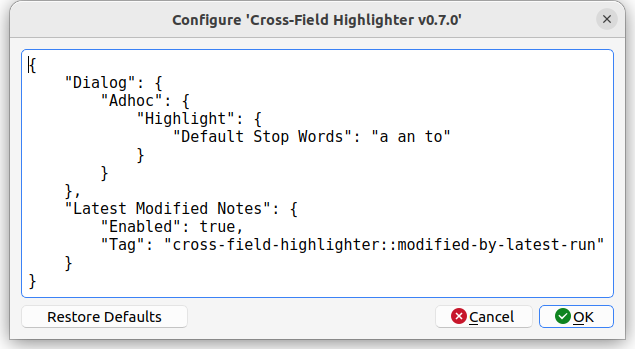 Configure 'Cross-Field Highlighter v0.7.0'
{
    "Dialog": {
        "Adhoc": {
            "Highlight": {
                "Default Stop Words": "a an to"
            }
        }
    },
    "Latest Modified Notes": {
        "Enabled": true,
        "Tag": "cross-field-highlighter::modified-by-latest-run"
    }
}
Restore Defaults
Cancel
OK